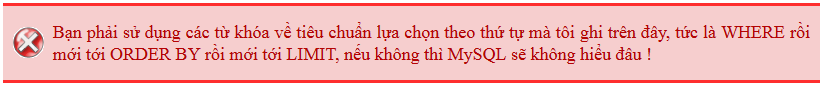 Bạn phải sử dụng các từ khóa về tiêu chuẩn lựa chọn theo thứ tự mà tôi ghi trên đây, tức là WHERE rồi
mới tới ORDER BY rồi mới tới LIMIT, nếu không thì MySQL sẽ không hiểu đâu !